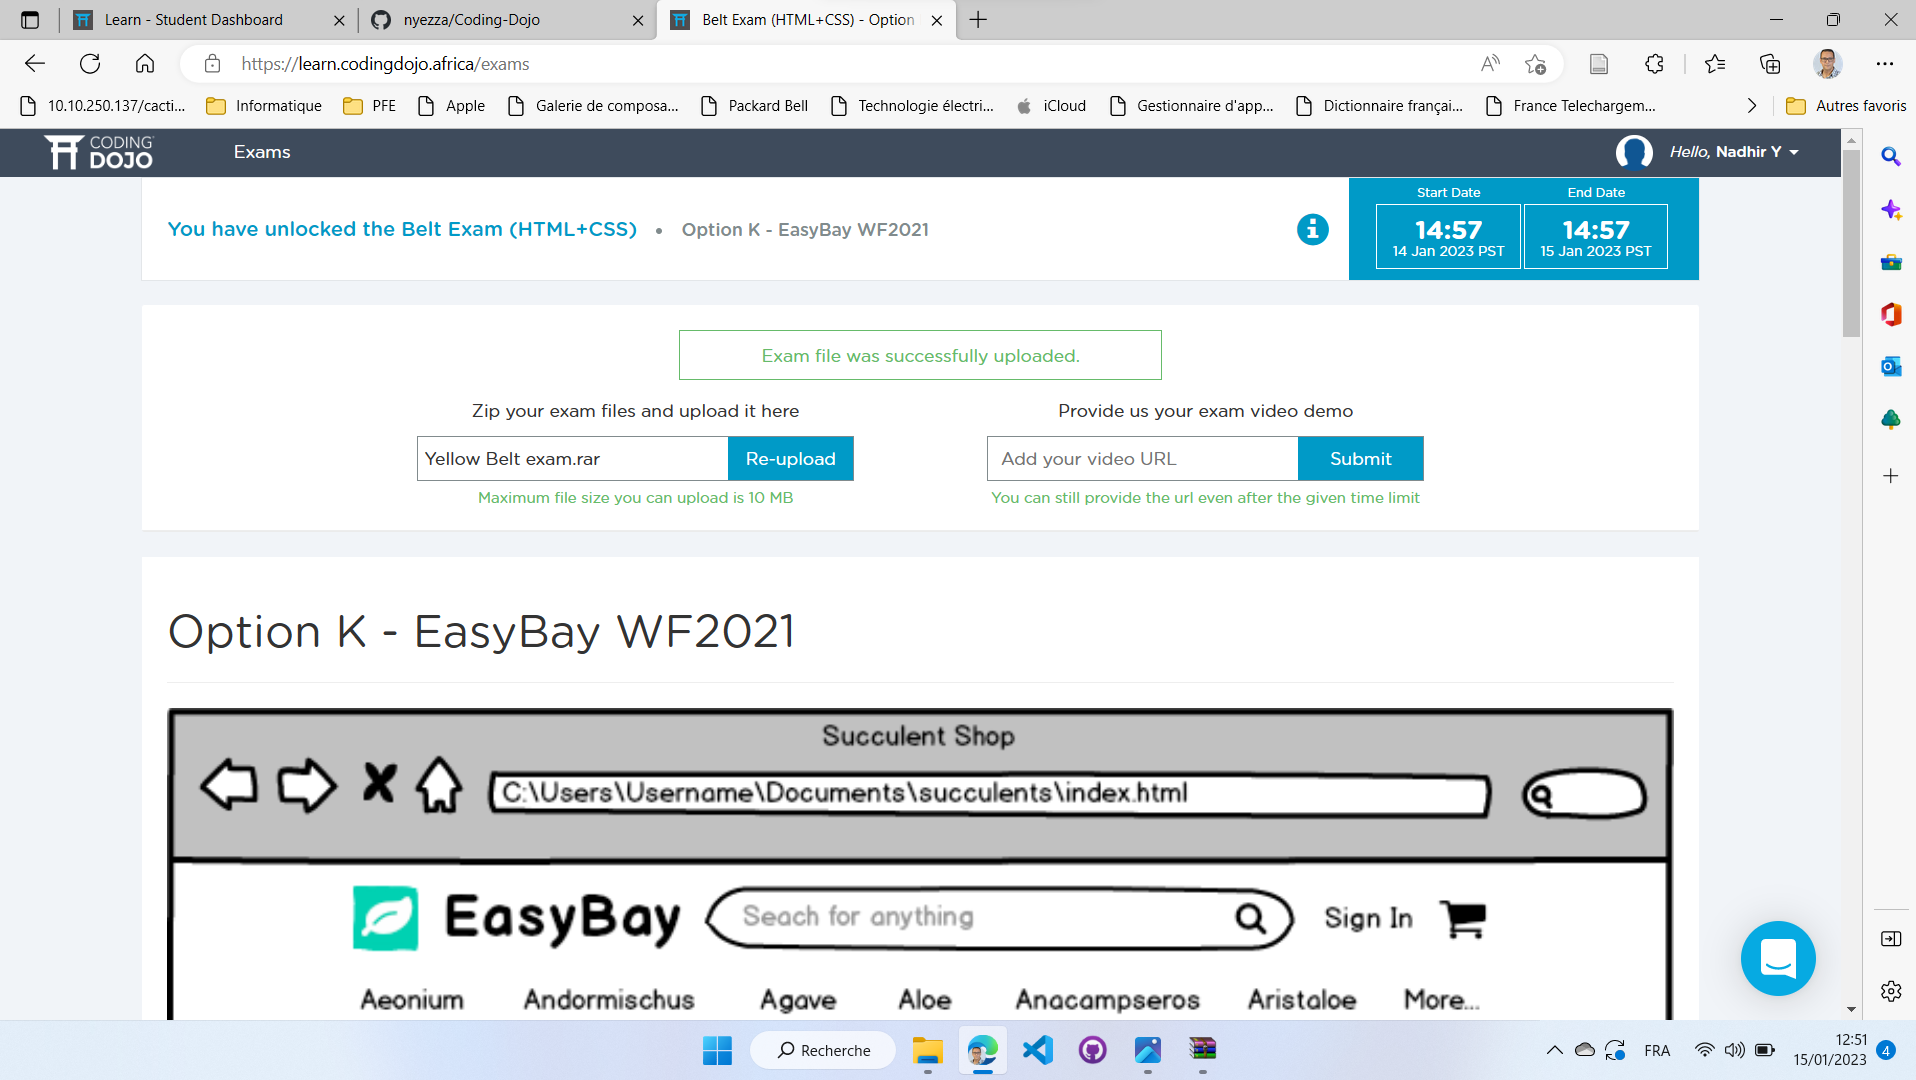 Learn - Student Dashboard
nyezza/Coding-Dojo
Belt Exam (HTML+CSS) - Option
https://learn.codingdojo.africa/exams
10.10.250.137/cacti...
Informatique
PFE
Apple
Galerie de composa...
Packard Bell
Technologie électri...
iCloud
Gestionnaire d'app...
Dictionnaire françai...
France Telechargem...
Autres favoris
CODING DOJO
Exams
Hello, Nadhir Y
You have unlocked the Belt Exam (HTML+CSS) • Option K - EasyBay WF2021
Start Date
14:57
14 Jan 2023 PST
End Date
14:57
15 Jan 2023 PST
Exam file was successfully uploaded.
Zip your exam files and upload it here
Yellow Belt exam.rar
Re-upload
Maximum file size you can upload is 10 MB
Provide us your exam video demo
Add your video URL
Submit
You can still provide the url even after the given time limit
Option K - EasyBay WF2021
Succulent Shop
C:\Users\Username\Documents\succulents\index.html
EasyBay
Seach for anything
Sign In
Aeonium
Andormischus
Agave
Aloe
Anacampseros
Aristaloe
More...
Recherche
FRA
12:51
15/01/2023
4